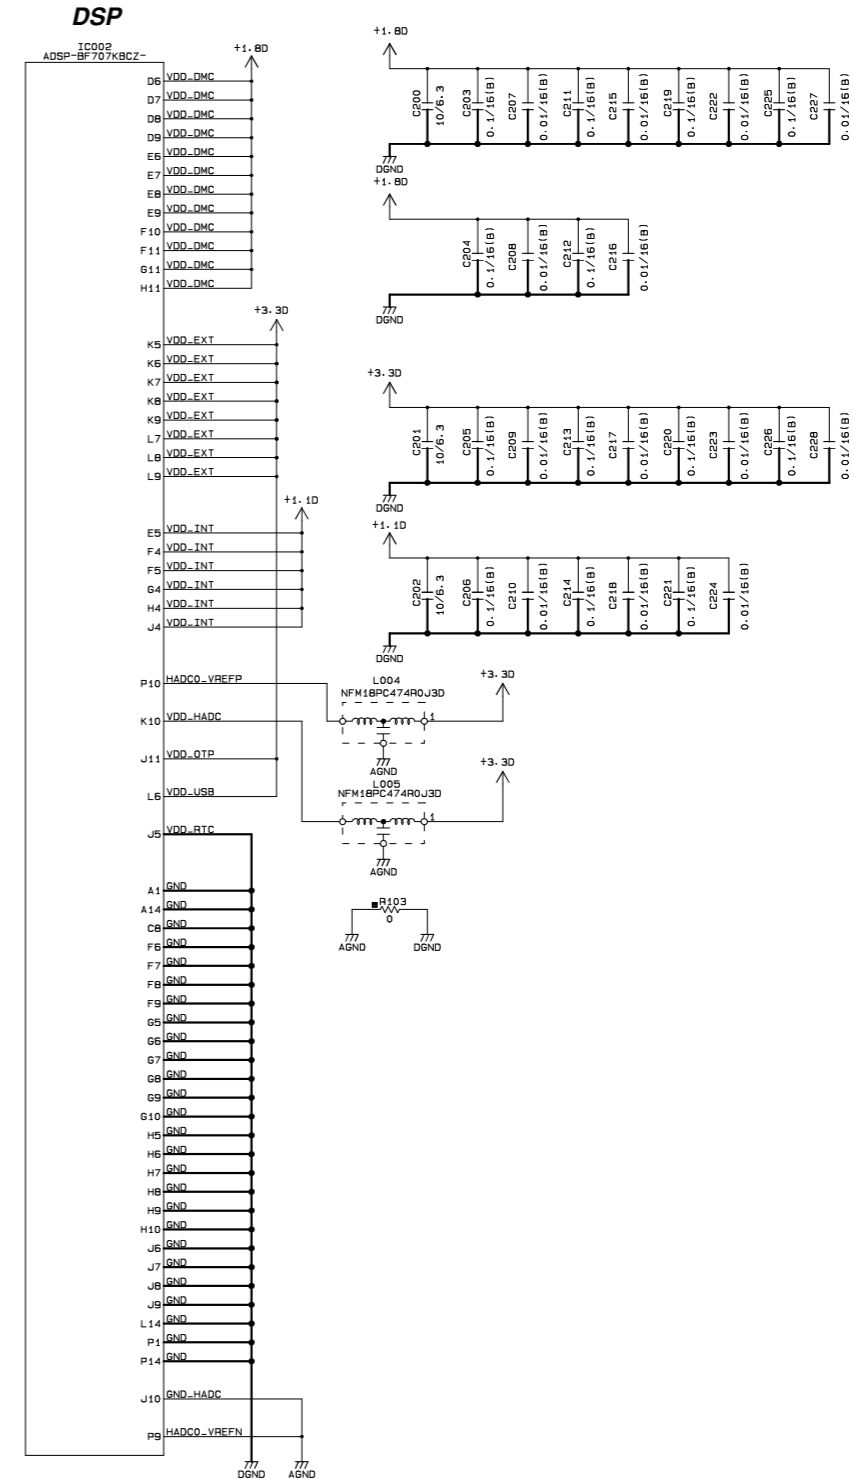 DSP
IC002
ADSP-BF707KBCZ-
+1.8D
D6 VDD_DMC
D7 VDD_DMC
D8 VDD_DMC
D9 VDD_DMC
E6 VDD_DMC
E7 VDD_DMC
E8 VDD_DMC
E9 VDD_DMC
F10 VDD_DMC
F11 VDD_DMC
G11 VDD_DMC
H11 VDD_DMC
+3.3D
K5 VDD_EXT
K6 VDD_EXT
K7 VDD_EXT
K8 VDD_EXT
K9 VDD_EXT
L7 VDD_EXT
L8 VDD_EXT
L9 VDD_EXT
+1.1D
E5 VDD_INT
F4 VDD_INT
F5 VDD_INT
G4 VDD_INT
H4 VDD_INT
J4 VDD_INT
P10 HADC0_VREFP
K10 VDD_HADC
J11 VDD_OTP
L6 VDD_USB
J5 VDD_RTC
A1 GND
A14 GND
C8 GND
F6 GND
F7 GND
F8 GND
F9 GND
G5 GND
G6 GND
G7 GND
G8 GND
G9 GND
G10 GND
H5 GND
H6 GND
H7 GND
H8 GND
H9 GND
H10 GND
J6 GND
J7 GND
J8 GND
J9 GND
L14 GND
P1 GND
P14 GND
J10 GND_HADC
P9 HADC0_VREFN
DGND
AGND
+1.8D
C200
10/6.3
C203
0.1/16(B)
C207
0.01/16(B)
C211
0.1/16(B)
C215
0.01/16(B)
C219
0.1/16(B)
C222
0.01/16(B)
C225
0.1/16(B)
C227
0.01/16(B)
DGND
+1.8D
C204
0.1/16(B)
C208
0.01/16(B)
C212
0.1/16(B)
C216
0.01/16(B)
DGND
+3.3D
C201
10/6.3
C205
0.1/16(B)
C209
0.01/16(B)
C213
0.1/16(B)
C217
0.01/16(B)
C220
0.1/16(B)
C223
0.01/16(B)
C226
0.1/16(B)
C228
0.01/16(B)
DGND
+1.1D
C202
10/6.3
C206
0.1/16(B)
C210
0.01/16(B)
C214
0.1/16(B)
C218
0.01/16(B)
C221
0.1/16(B)
C224
0.01/16(B)
DGND
L004
NFM18PC474R0J3D
+3.3D
1
AGND
L005
NFM18PC474R0J3D
+3.3D
1
AGND
R103
0
AGND
DGND